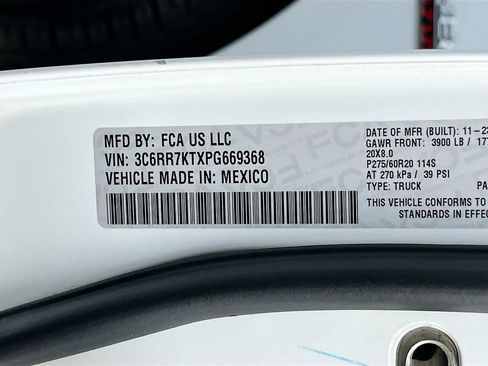 MFD BY: FCA US LLC
VIN: 3C6RR7KTXPG669368
VEHICLE MADE IN: MEXICO
DATE OF MFR (BUILT): 11-23
GAWR FRONT: 3900 LB / 177
20X8.0
P275/60R20 114S
AT 270 kPa / 39 PSI
TYPE: TRUCK PA
THIS VEHICLE CONFORMS TO
STANDARDS IN EFFEC